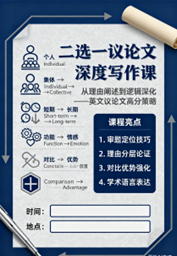 二选一议论文
深度写作课
从理由阐述到逻辑深化
——英文议论文高分策略
个人
Individual
集体 →
Individual →
→Collective
短期 → 长期
Short-term →
→Long-term
功能 → 情感
Function→Emotion
对比 → 优势
Comparison →
→ Advantage
课程亮点
1. 审题定位技巧
2. 理由分层论证
3. 对比优势强化
4. 学术语言表达
时间：
地点：